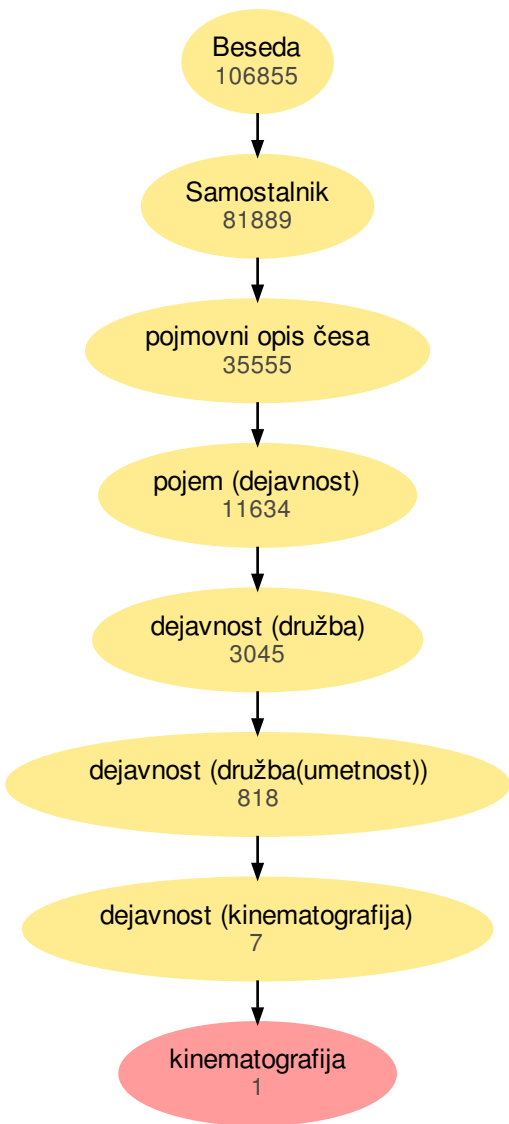 Beseda
106855
Samostalnik
81889
pojmovni opis česa
35555
pojem (dejavnost)
11634
dejavnost (družba)
3045
dejavnost (družba(umetnost))
818
dejavnost (kinematografija)
7
kinematografija
1